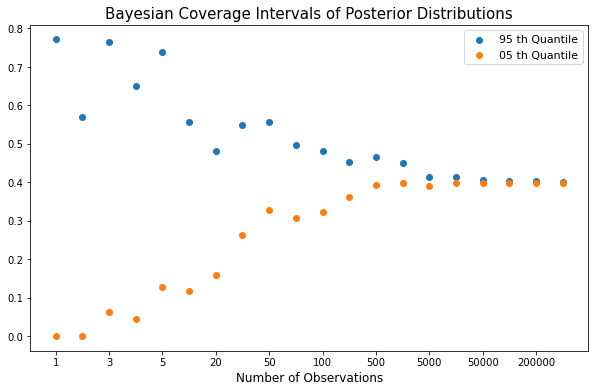 Bayesian Coverage Intervals of Posterior Distributions
95 th Quantile
05 th Quantile
0.8
0.7
0.6
0.5
0.4
0.3
0.2
0.1
0.0
1 3 5 20 50 100 500 5000 50000 200000
Number of Observations